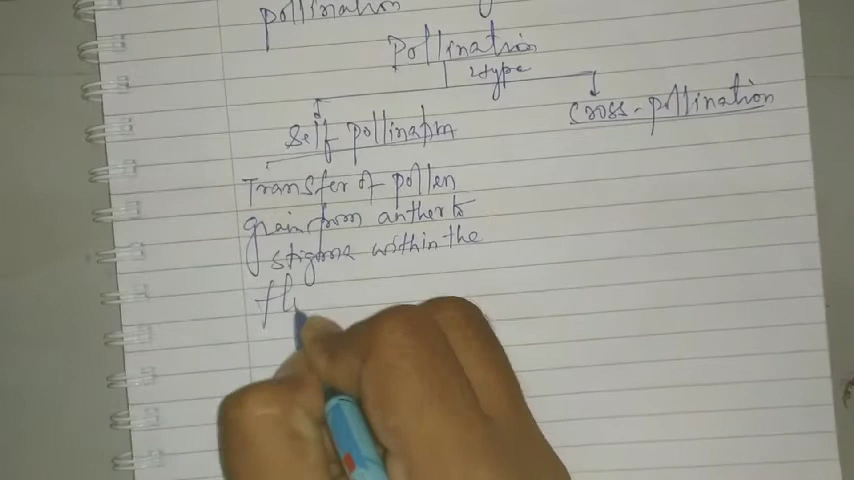 pollination
Pollination
2 type
Self pollination
Cross-pollination
Transfer of pollen
grain from anther to
stigma within the
fl